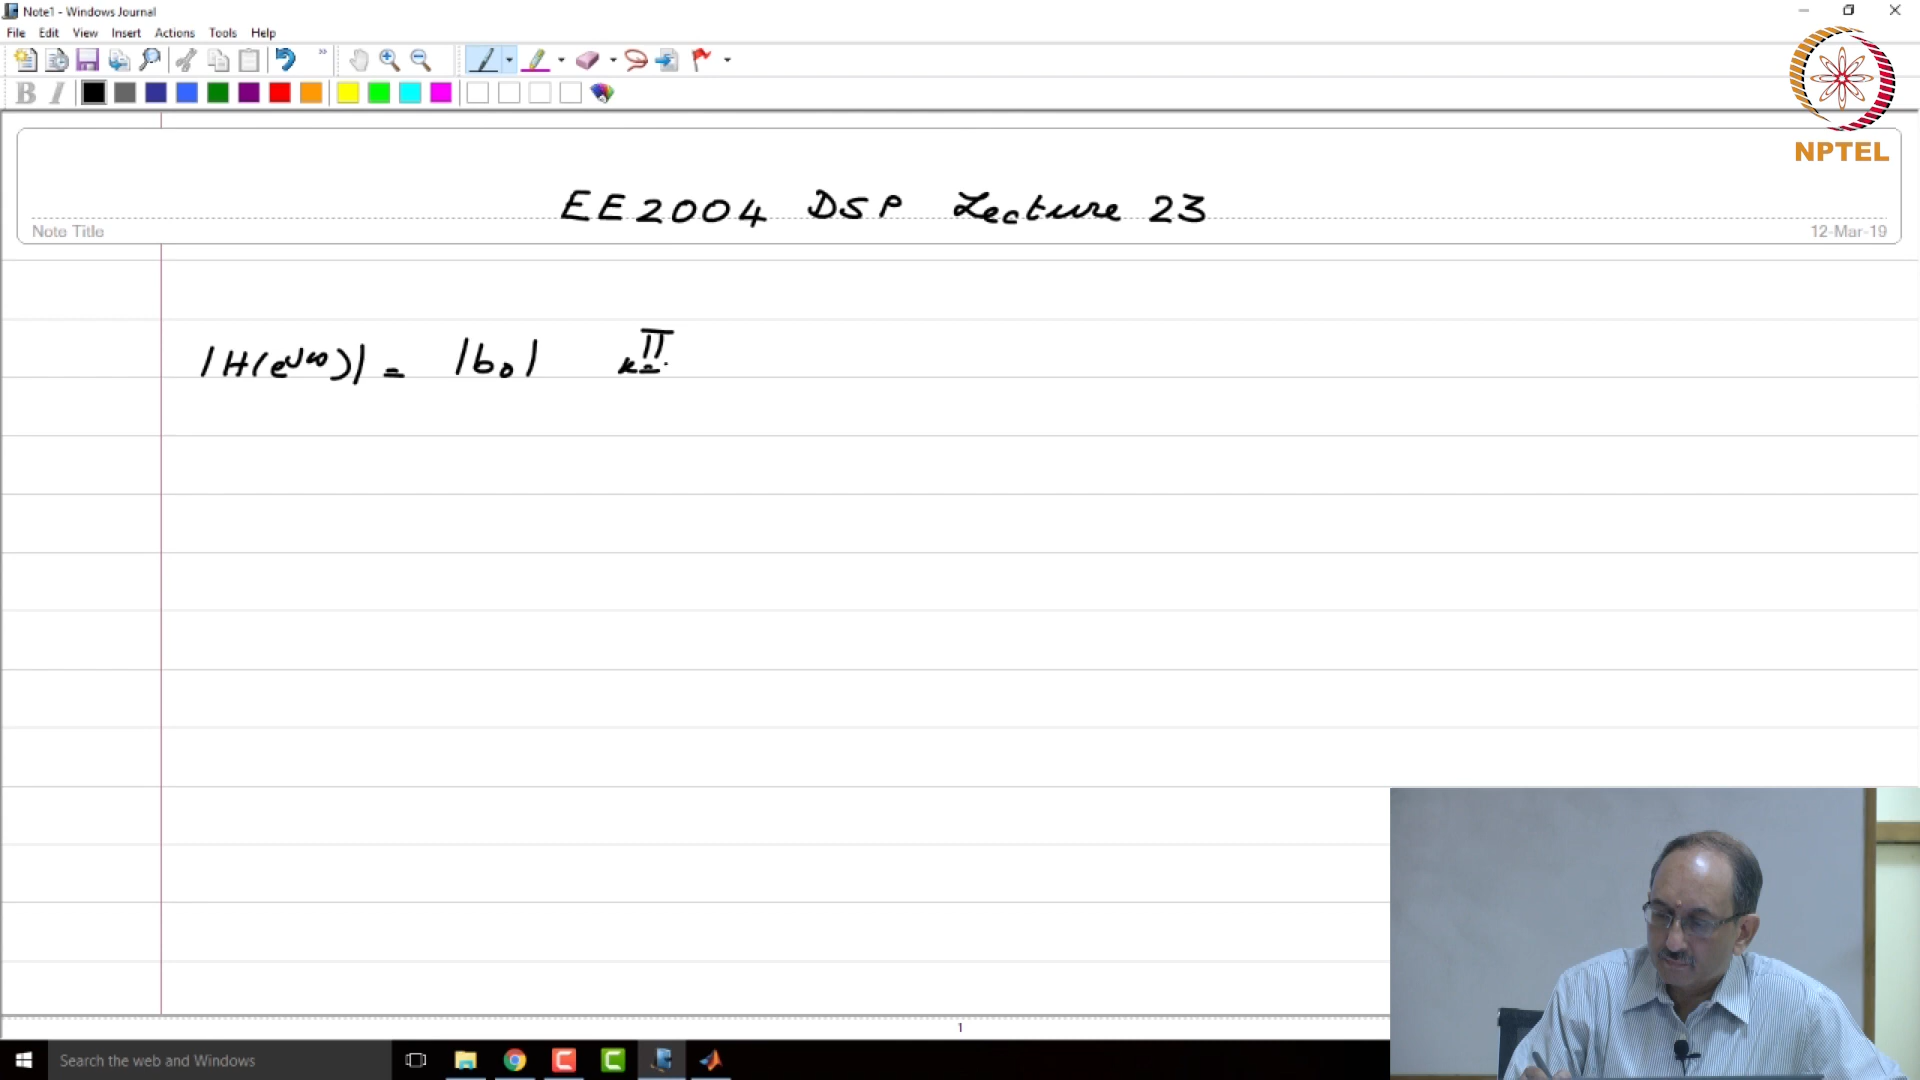 Note1 - Windows Journal
File Edit View Insert Actions Tools Help
B I
NPTEL
EE2004 DSP Lecture 23
Note Title
12-Mar-19
|H(e^{jω})| = |b_0| ∏_{k=
1
Search the web and Windows